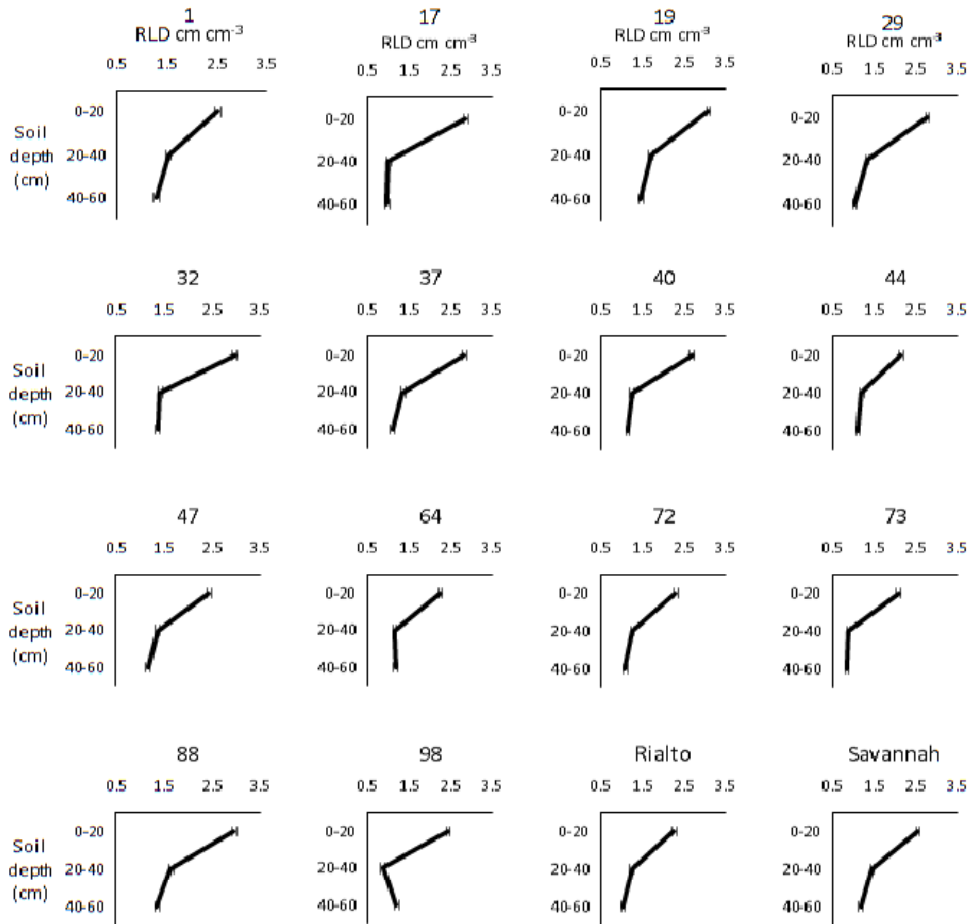 1 17 19 29
RLD cm cm⁻³ RLD cm cm⁻³ RLD cm cm⁻³ RLD cm cm⁻³
0.5 1.5 2.5 3.5 0.5 1.5 2.5 3.5 0.5 1.5 2.5 3.5 0.5 1.5 2.5 3.5
0-20 0-20 0-20 0-20
Soil depth (cm) 20-40 20-40 20-40 20-40
40-60 40-60 40-60 40-60
32 37 40 44
0.5 1.5 2.5 3.5 0.5 1.5 2.5 3.5 0.5 1.5 2.5 3.5 0.5 1.5 2.5 3.5
0-20 0-20 0-20 0-20
Soil depth (cm) 20-40 20-40 20-40 20-40
40-60 40-60 40-60 40-60
47 64 72 73
0.5 1.5 2.5 3.5 0.5 1.5 2.5 3.5 0.5 1.5 2.5 3.5 0.5 1.5 2.5 3.5
0-20 0-20 0-20 0-20
Soil depth (cm) 20-40 20-40 20-40 20-40
40-60 40-60 40-60 40-60
88 98 Rialto Savannah
0.5 1.5 2.5 3.5 0.5 1.5 2.5 3.5 0.5 1.5 2.5 3.5 0.5 1.5 2.5 3.5
0-20 0-20 0-20 0-20
Soil depth (cm) 20-40 20-40 20-40 20-40
40-60 40-60 40-60 40-60